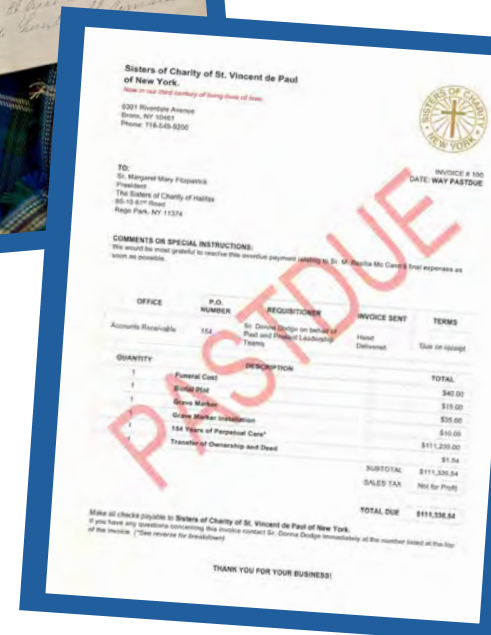 Sisters of Charity of St. Vincent de Paul
of New York.
Now in our third century of living lives of love.
6301 Riverdale Avenue
Bronx, NY 10461
Phone: 718-549-9200
SISTERS OF CHARITY
NEW YORK
INVOICE # 100
DATE: WAY PASTDUE
TO:
Sr. Margaret Mary Fitzpatrick
President
The Sisters of Charity of Halifax
85-10 61st Road
Rego Park, NY 11374
COMMENTS OR SPECIAL INSTRUCTIONS:
We would be most grateful to receive this overdue payment relating to Sr. M. Basilia Mc Cann's final expenses as
soon as possible.
OFFICE P.O. NUMBER REQUISITIONER INVOICE SENT TERMS
Accounts Receivable 154 Sr. Donna Dodge on behalf of Past and Present Leadership Teams Hand Delivered Due on receipt
QUANTITY DESCRIPTION TOTAL
1 Funeral Cost $40.00
1 Burial Plot $15.00
1 Grave Marker $35.00
1 Grave Marker Installation $10.00
1 154 Years of Perpetual Care* $111,235.00
Transfer of Ownership and Deed $1.54
SUBTOTAL $111,336.54
SALES TAX Not for Profit
TOTAL DUE $111,336.54
Make all checks payable to Sisters of Charity of St. Vincent de Paul of New York.
If you have any questions concerning this invoice contact Sr. Donna Dodge immediately at the number listed at the top
of the invoice. (*See reverse for breakdown)
THANK YOU FOR YOUR BUSINESS!
PASTDUE